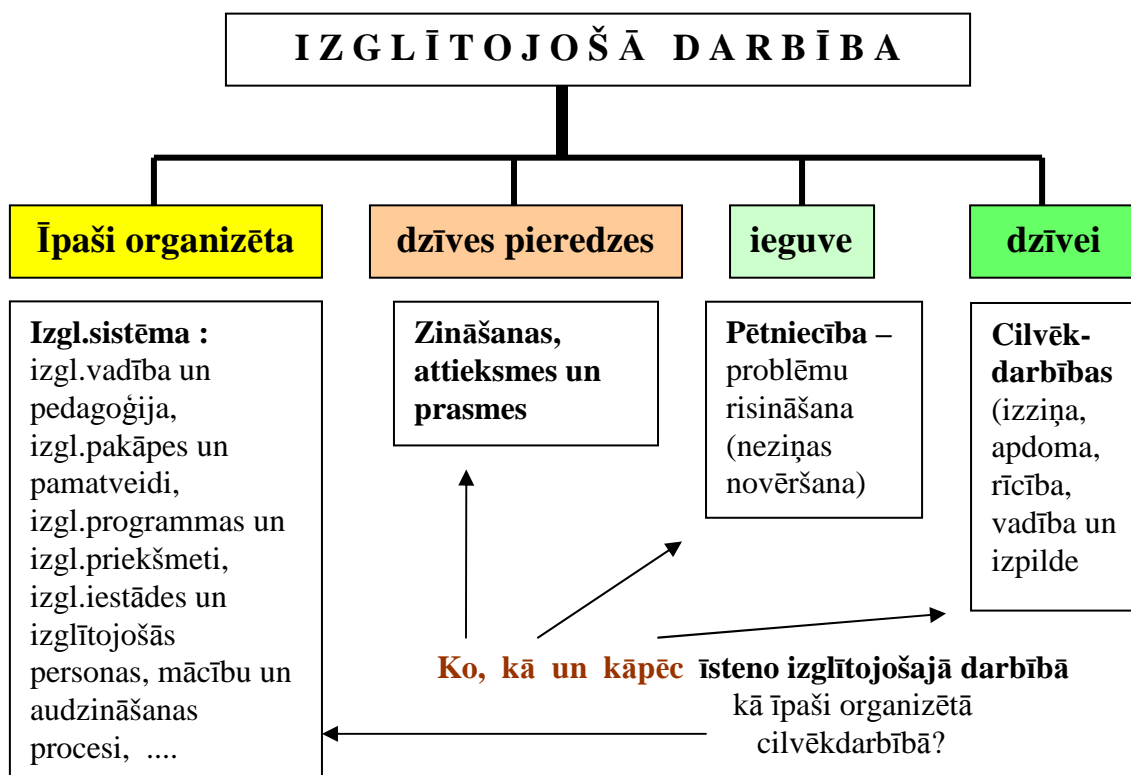 IZGLĪTOJOŠĀ DARBĪBA
Īpaši organizēta
dzīves pieredzes
ieguve
dzīvei
Izgl.sistēma :
izgl.vadība un
pedagoģija,
izgl.pakāpes un
pamatveidi,
izgl.programmas un
izgl.priekšmeti,
izgl.iestādes un
izglītojošās
personas, mācību un
audzināšanas
procesi, ....
Zināšanas,
attieksmes un
prasmes
Pētniecība –
problēmu
risināšana
(neziņas
novēršana)
Cilvēk-
darbības
(izziņa,
apdoma,
rīcība,
vadība un
izpilde
Ko, kā un kāpēc īsteno izglītojošajā darbībā
kā īpaši organizētā
cilvēkdarbībā?